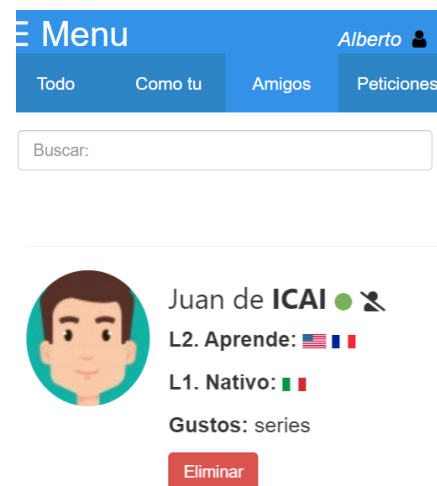 Menu
Alberto
Todo Como tu Amigos Peticiones
Buscar:
Juan de ICAI
L2. Aprende:
L1. Nativo:
Gustos: series
Eliminar